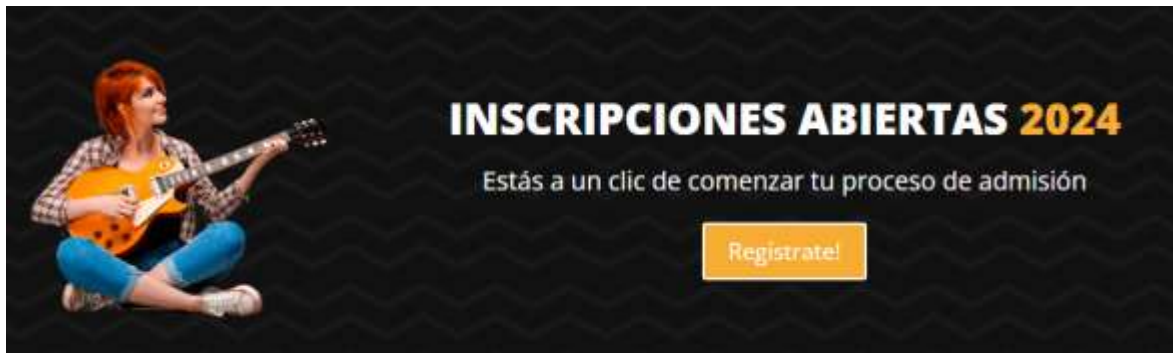 INSCRIPCIONES ABIERTAS 2024
Estás a un clic de comenzar tu proceso de admisión
Registrate!